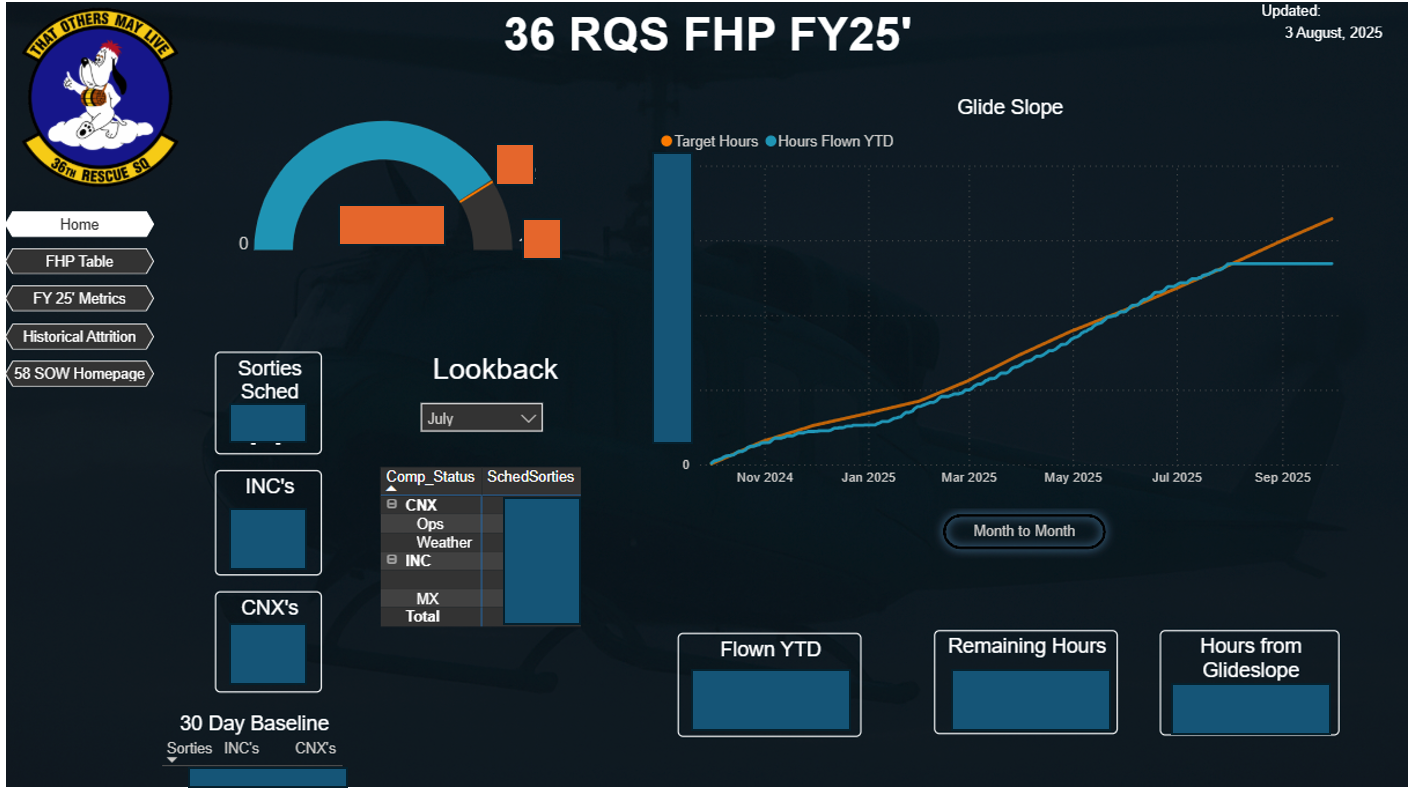 THAT OTHERS MAY LIVE
36TH RESCUE SQ
36 RQS FHP FY25'
Updated:
3 August, 2025
Home
FHP Table
FY 25' Metrics
Historical Attrition
58 SOW Homepage
0
Glide Slope
Target Hours
Hours Flown YTD
0
Nov 2024
Jan 2025
Mar 2025
May 2025
Jul 2025
Sep 2025
Month to Month
Sorties
Sched
INC's
CNX's
Lookback
July
Comp_Status SchedSorties
CNX
Ops
Weather
INC
MX
Total
30 Day Baseline
Sorties INC's CNX's
Flown YTD
Remaining Hours
Hours from
Glideslope